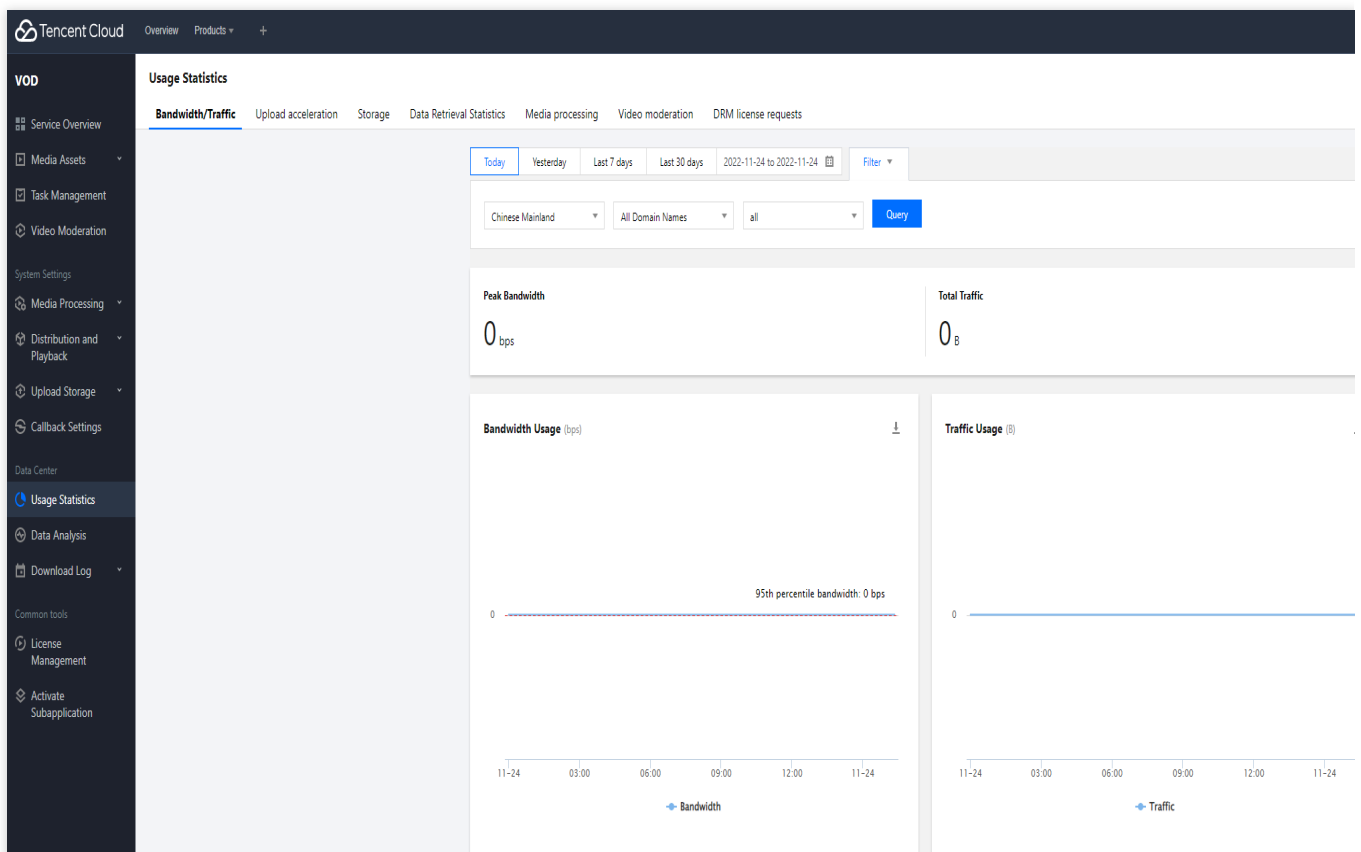 Tencent Cloud Overview Products +
VOD
Service Overview
Media Assets
Task Management
Video Moderation
System Settings
Media Processing
Distribution and
Playback
Upload Storage
Callback Settings
Data Center
Usage Statistics
Data Analysis
Download Log
Common tools
License
Management
Activate
Subapplication
Usage Statistics
Bandwidth/Traffic Upload acceleration Storage Data Retrieval Statistics Media processing Video moderation DRM license requests
Today Yesterday Last 7 days Last 30 days 2022-11-24 to 2022-11-24 Filter
Chinese Mainland All Domain Names all Query
Peak Bandwidth
0 bps
Total Traffic
0 B
Bandwidth Usage (bps)
95th percentile bandwidth: 0 bps
0
11-24 03:00 06:00 09:00 12:00 11-24
Bandwidth
Traffic Usage (B)
0
11-24 03:00 06:00 09:00 12:00 11-24
Traffic